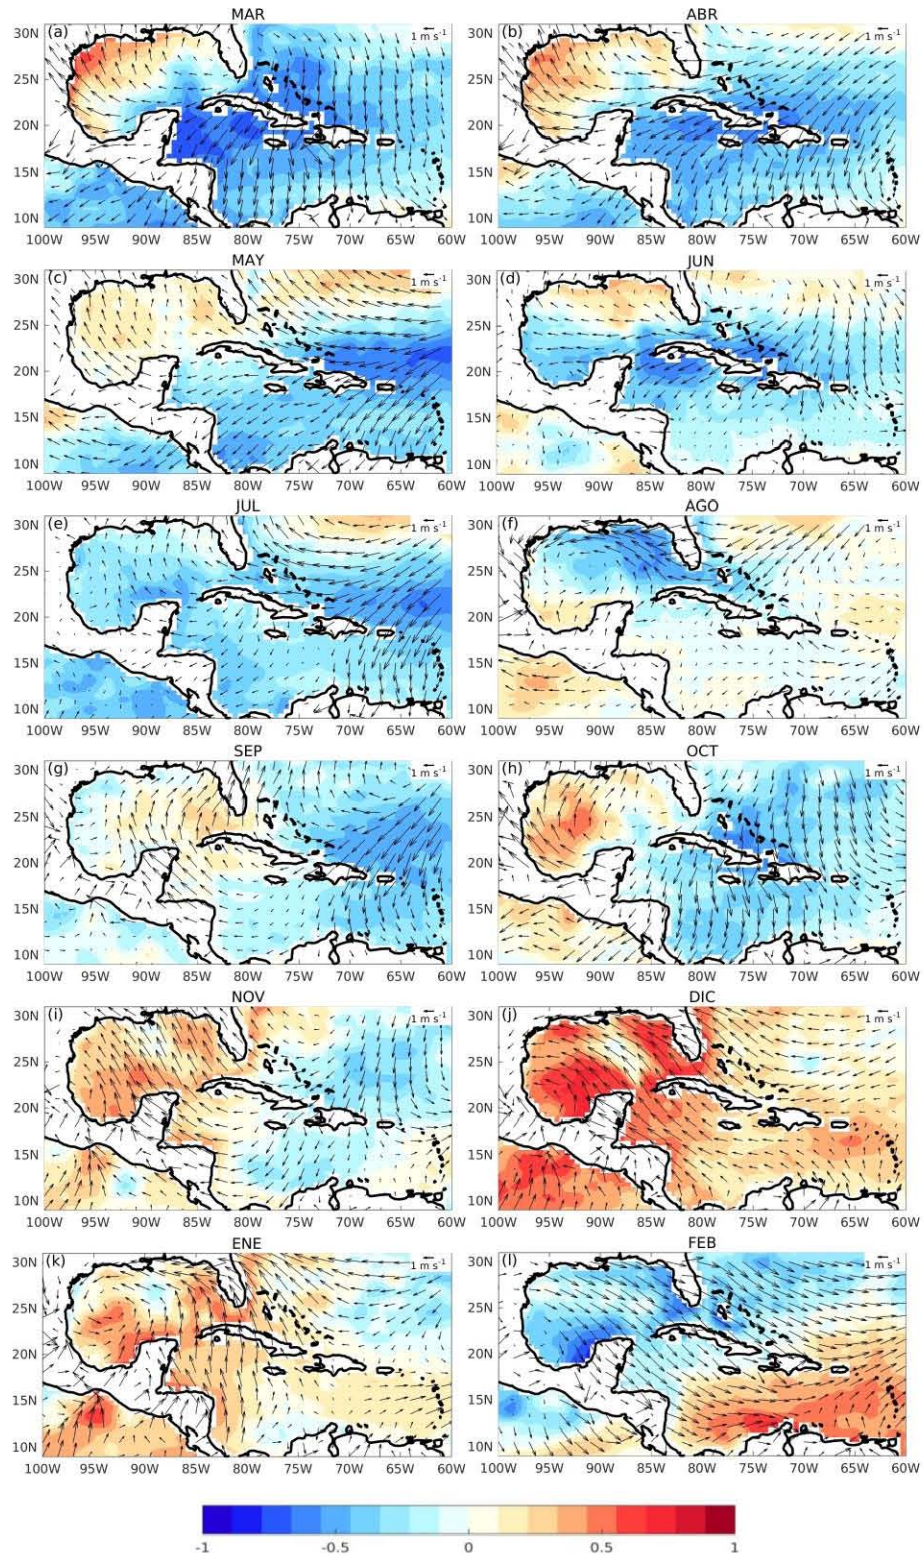 MAR ABR
(a) 1 m s⁻¹ (b) 1 m s⁻¹
30N 30N
25N 25N
20N 20N
15N 15N
10N 10N
100W 95W 90W 85W 80W 75W 70W 65W 60W 100W 95W 90W 85W 80W 75W 70W 65W 60W
MAY JUN
(c) 1 m s⁻¹ (d) 1 m s⁻¹
30N 30N
25N 25N
20N 20N
15N 15N
10N 10N
100W 95W 90W 85W 80W 75W 70W 65W 60W 100W 95W 90W 85W 80W 75W 70W 65W 60W
JUL AGO
(e) 1 m s⁻¹ (f) 1 m s⁻¹
30N 30N
25N 25N
20N 20N
15N 15N
10N 10N
100W 95W 90W 85W 80W 75W 70W 65W 60W 100W 95W 90W 85W 80W 75W 70W 65W 60W
SEP OCT
(g) 1 m s⁻¹ (h) 1 m s⁻¹
30N 30N
25N 25N
20N 20N
15N 15N
10N 10N
100W 95W 90W 85W 80W 75W 70W 65W 60W 100W 95W 90W 85W 80W 75W 70W 65W 60W
NOV DIC
(i) 1 m s⁻¹ (j) 1 m s⁻¹
30N 30N
25N 25N
20N 20N
15N 15N
10N 10N
100W 95W 90W 85W 80W 75W 70W 65W 60W 100W 95W 90W 85W 80W 75W 70W 65W 60W
ENE FEB
(k) 1 m s⁻¹ (l) 1 m s⁻¹
30N 30N
25N 25N
20N 20N
15N 15N
10N 10N
100W 95W 90W 85W 80W 75W 70W 65W 60W 100W 95W 90W 85W 80W 75W 70W 65W 60W
-1 -0.5 0 0.5 1